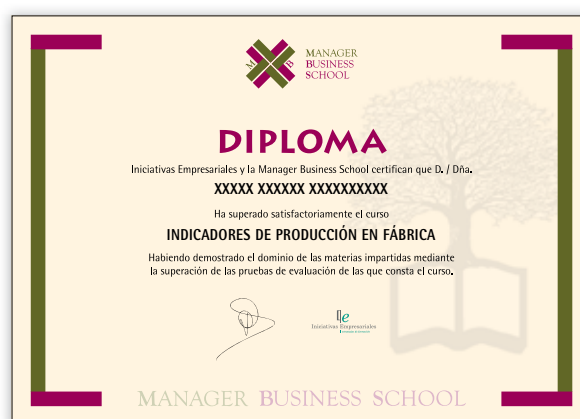 M B
MANAGER
BUSINESS
SCHOOL
DIPLOMA
Iniciativas Empresariales y la Manager Business School certifican que D. / Dña.
XXXXX XXXXXX XXXXXXXXXX
Ha superado satisfactoriamente el curso
INDICADORES DE PRODUCCIÓN EN FÁBRICA
Habiendo demostrado el dominio de las materias impartidas mediante
la superación de las pruebas de evaluación de las que consta el curso.
Iniciativas Empresariales
MANAGER BUSINESS SCHOOL